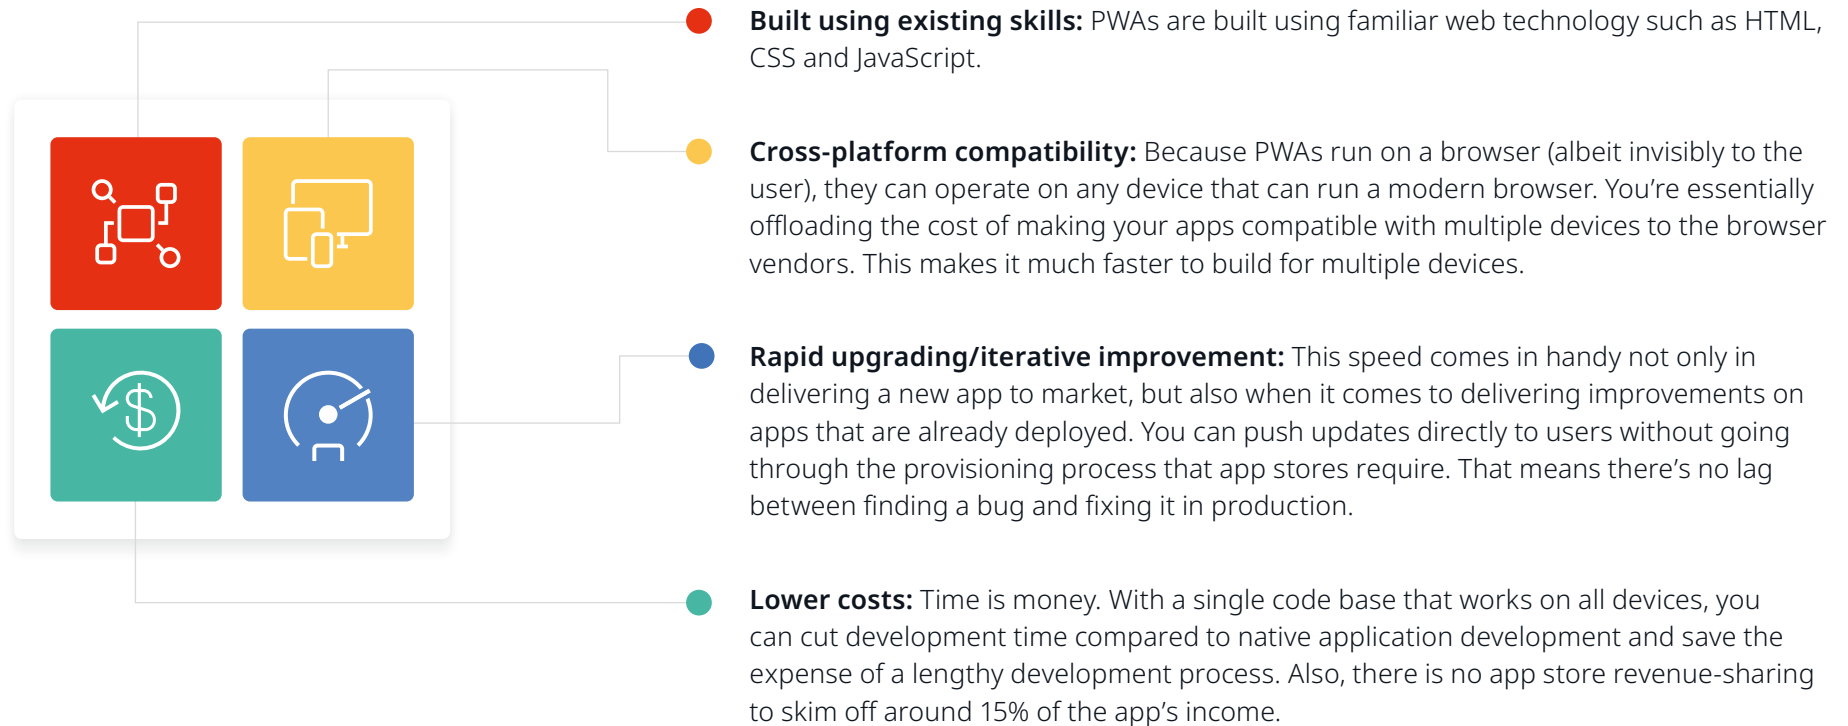 Built using existing skills: PWAs are built using familiar web technology such as HTML,
CSS and JavaScript.
Cross-platform compatibility: Because PWAs run on a browser (albeit invisibly to the
user), they can operate on any device that can run a modern browser. You’re essentially
offloading the cost of making your apps compatible with multiple devices to the browser
vendors. This makes it much faster to build for multiple devices.
Rapid upgrading/iterative improvement: This speed comes in handy not only in
delivering a new app to market, but also when it comes to delivering improvements on
apps that are already deployed. You can push updates directly to users without going
through the provisioning process that app stores require. That means there’s no lag
between finding a bug and fixing it in production.
$
Lower costs: Time is money. With a single code base that works on all devices, you
can cut development time compared to native application development and save the
expense of a lengthy development process. Also, there is no app store revenue-sharing
to skim off around 15% of the app’s income.